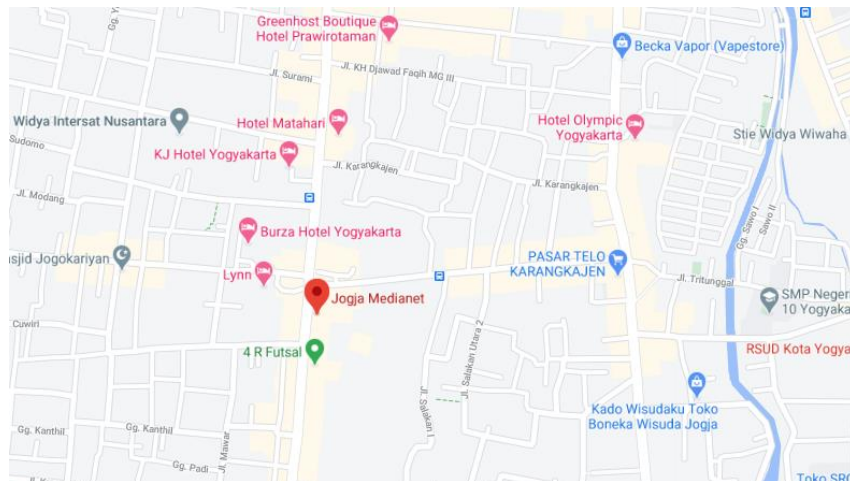 Greenhost Boutique
Hotel Prawirotaman
Becka Vapor (Vapestore)
Jl. Surami
Jl. KH Djawad Faqih MG III
Widya Intersat Nusantara
Hotel Matahari
Hotel Olympic
Yogyakarta
Stie Widya Wiwaha
Sudomo
KJ Hotel Yogyakarta
Jl. Karangkajen
Jl. Karangkajen
JL Modang
Gg. Sawo I
Sawo II
Burza Hotel Yogyakarta
sjid Jogokariyan
Lynn
PASAR TELO
KARANGKAJEN
Jl. Tritunggal
Jogja Medianet
SMP Neger
10 Yogyaka
Cuwiri
4 R Futsal
Jl. Salakan Utara 2
RSUD Kota Yogya
Jl. Salakan I
Kado Wisudaku Toko
Boneka Wisuda Jogja
Gg. Kanthil
Gg. Kanthil
Jl. Mawar
Gg. Padi
Toko SRC